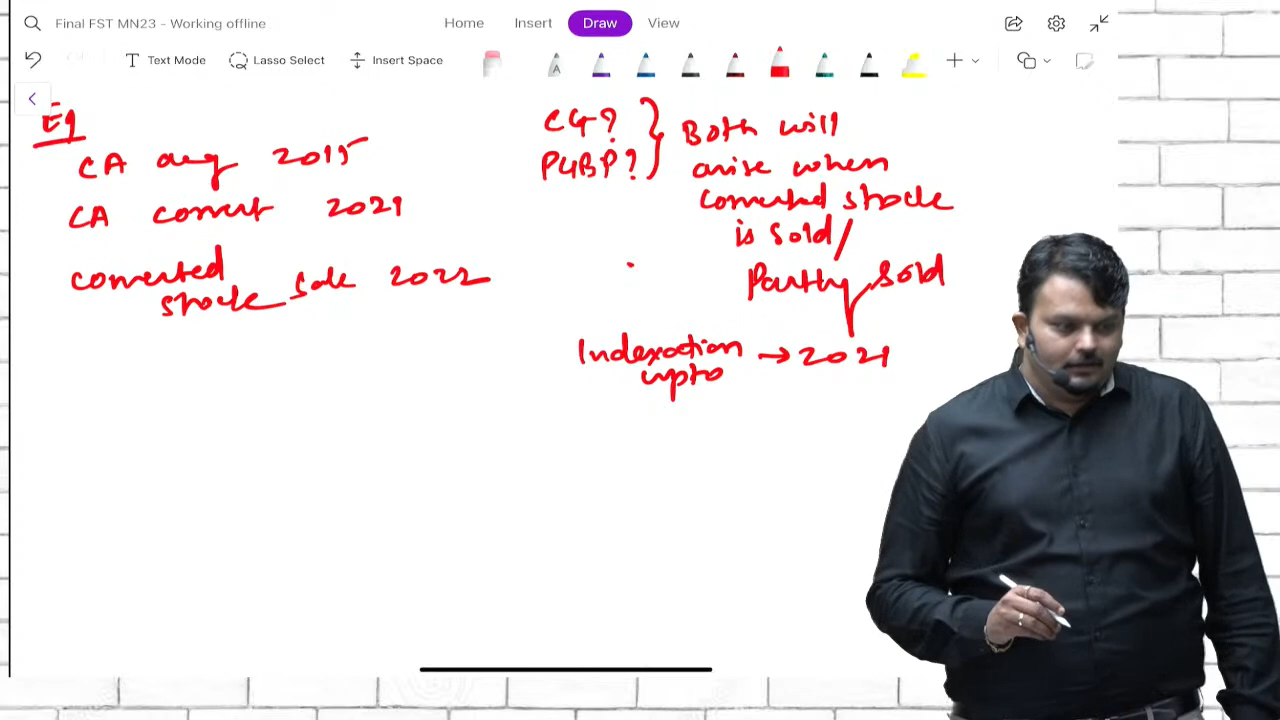 Final FST MN23 - Working offline
Home Insert Draw View
Text Mode Lasso Select Insert Space
A
Eg
CA acq 2015
CA convert 2021
converted
stock sale 2022
CG?
PGBP?
Both will
arise when
converted stock
is sold/
Partly sold
Indexation → 2021
upto